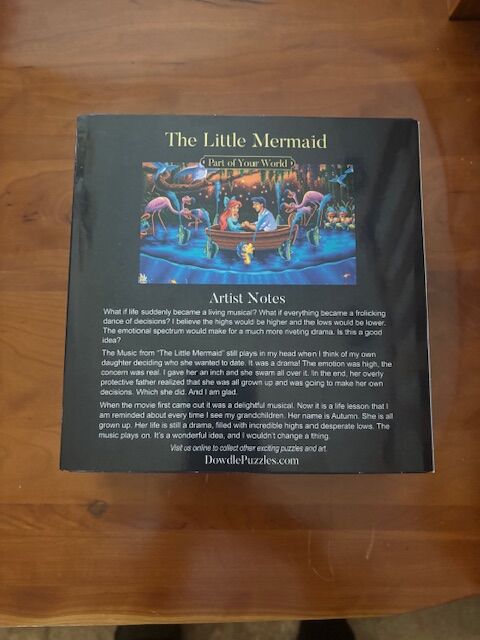 The Little Mermaid
Part of Your World
Artist Notes
What if life suddenly became a living musical? What if everything became a frolicking
dance of decisions? I believe the highs would be higher and the lows would be lower.
The emotional spectrum would make for a much more riveting drama. Is this a good
idea?
The Music from "The Little Mermaid" still plays in my head when I think of my own
daughter deciding who she wanted to date. It was a drama! The emotion was high, the
concern was real. I gave her an inch and she swam all over it. In the end, her overly
protective father realized that she was all grown up and was going to make her own
decisions. Which she did. And I am glad.
When the movie first came out it was a delightful musical. Now it is a life lesson that I
am reminded about every time I see my grandchildren. Her name is Autumn. She is all
grown up. Her life is still a drama, filled with incredible highs and desperate lows. The
music plays on. It's a wonderful idea, and I wouldn't change a thing.
Visit us online to collect other exciting puzzles and art.
DowdlePuzzles.com